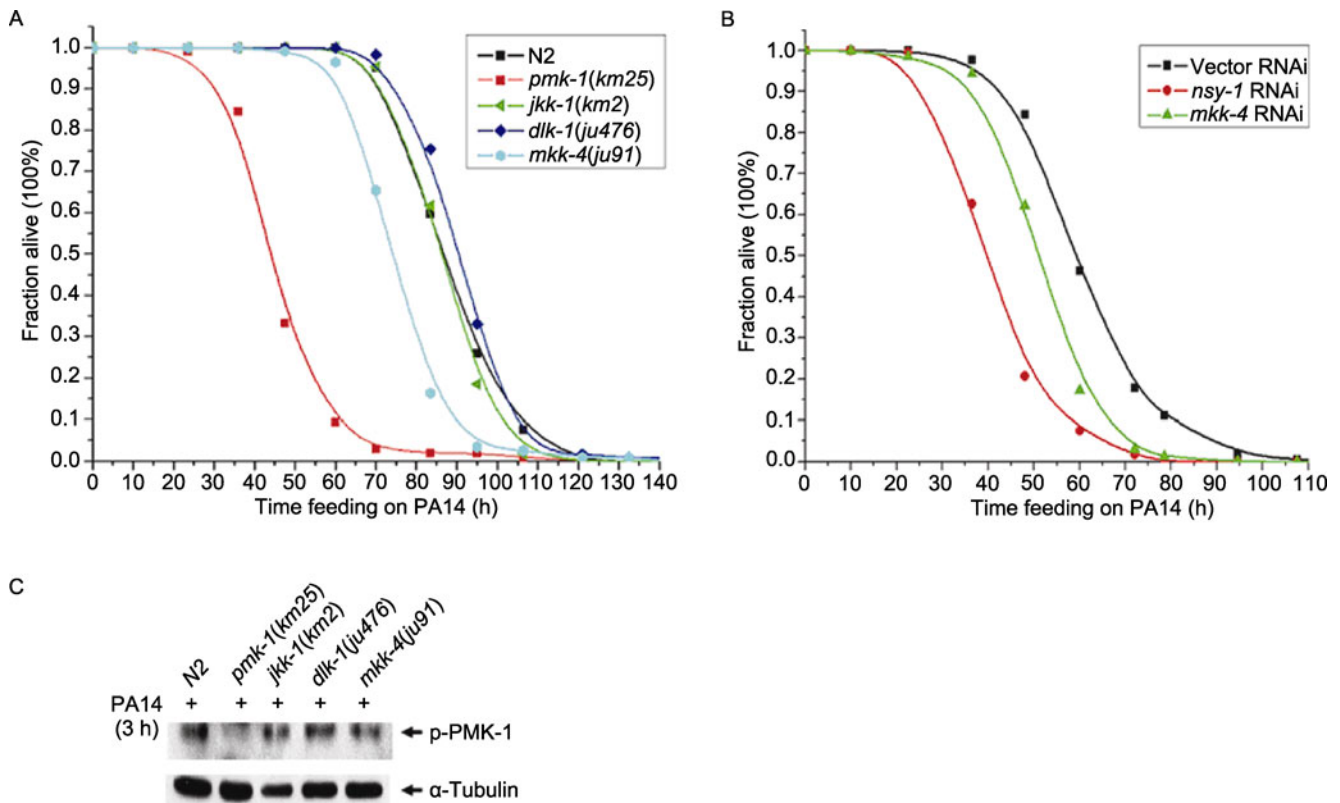 A
Fraction alive (100%)
1.0
0.9
0.8
0.7
0.6
0.5
0.4
0.3
0.2
0.1
0.0
0 10 20 30 40 50 60 70 80 90 100 110 120 130 140
Time feeding on PA14 (h)
N2
pmk-1(km25)
jkk-1(km2)
dlk-1(ju476)
mkk-4(ju91)
B
Fraction alive (100%)
1.0
0.9
0.8
0.7
0.6
0.5
0.4
0.3
0.2
0.1
0.0
0 10 20 30 40 50 60 70 80 90 100 110
Time feeding on PA14 (h)
Vector RNAi
nsy-1 RNAi
mkk-4 RNAi
C
N2
pmk-1(km25)
jkk-1(km2)
dlk-1(ju476)
mkk-4(ju91)
PA14 + + + + +
(3 h)
p-PMK-1
α-Tubulin